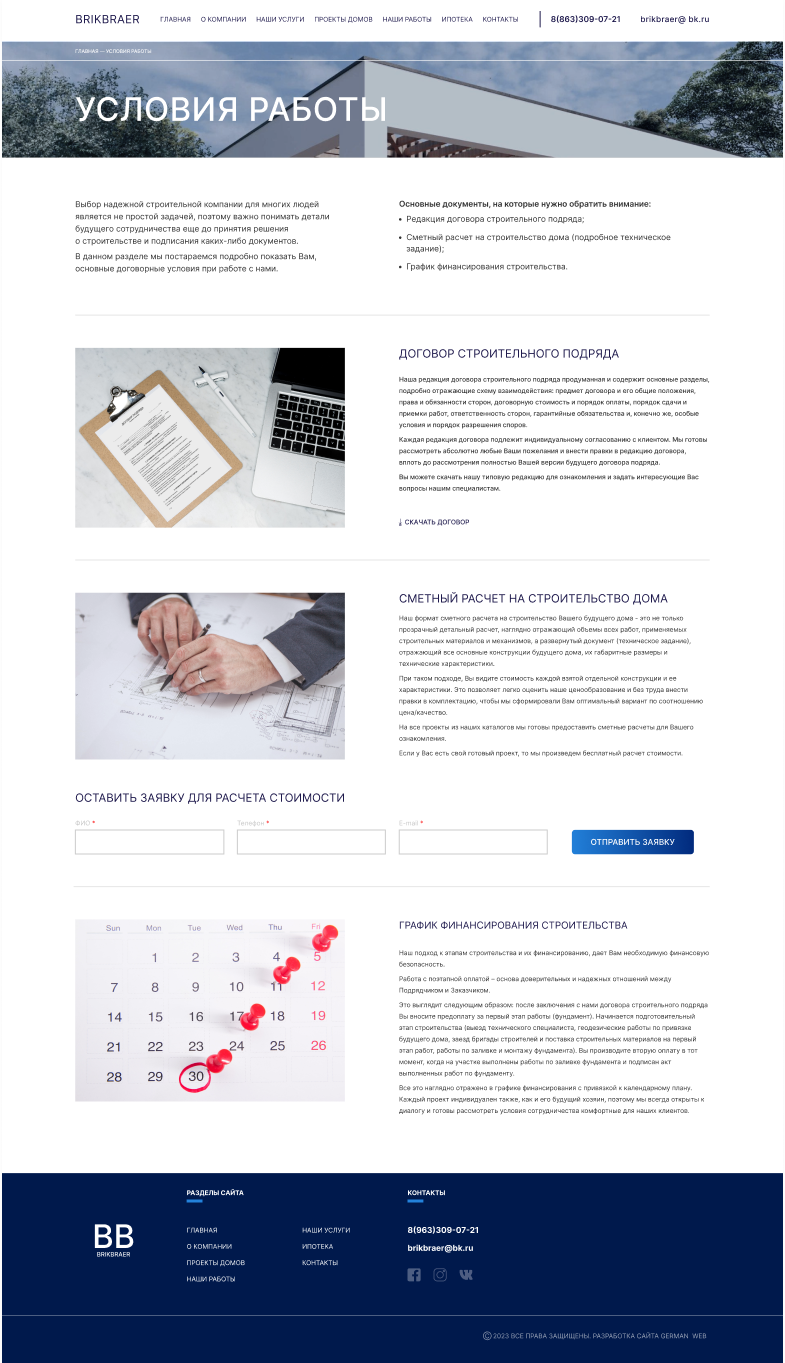 BRIKBRAER
ГЛАВНАЯ О КОМПАНИИ НАШИ УСЛУГИ ПРОЕКТЫ ДОМОВ НАШИ РАБОТЫ ИПОТЕКА КОНТАКТЫ
8(863)309-07-21 brikbraer@ bk.ru
ГЛАВНАЯ — УСЛОВИЯ РАБОТЫ
УСЛОВИЯ РАБОТЫ
Выбор надежной строительной компании для многих людей
является не простой задачей, поэтому важно понимать детали
будущего сотрудничества еще до принятия решения
о строительстве и подписания каких-либо документов.
В данном разделе мы постараемся подробно показать Вам,
основные договорные условия при работе с нами.
Основные документы, на которые нужно обратить внимание:
• Редакция договора строительного подряда;
• Сметный расчет на строительство дома (подробное техническое
задание);
• График финансирования строительства.
ДОГОВОР СТРОИТЕЛЬНОГО ПОДРЯДА
Наша редакция договора строительного подряда продуманная и содержит основные разделы,
подробно отражающие схему взаимодействия: предмет договора и его общие положения,
права и обязанности сторон, договорную стоимость и порядок оплаты, порядок сдачи и
приемки работ, ответственность сторон, гарантийные обязательства и, конечно же, особые
условия и порядок разрешения споров.
Каждая редакция договора подлежит индивидуальному согласованию с клиентом. Мы готовы
рассмотреть абсолютно любые Ваши пожелания и внести правки в редакцию договора,
вплоть до рассмотрения полностью Вашей версии будущего договора подряда.
Вы можете скачать нашу типовую редакцию для ознакомления и задать интересующие Вас
вопросы нашим специалистам.
СКАЧАТЬ ДОГОВОР
СМЕТНЫЙ РАСЧЕТ НА СТРОИТЕЛЬСТВО ДОМА
Наш формат сметного расчета на строительство Вашего будущего дома - это не только
прозрачный детальный расчет, наглядно отражающий объемы всех работ, применяемых
строительных материалов и механизмов, а развернутый документ (техническое задание),
отражающий все основные конструкции будущего дома, их габаритные размеры и
технические характеристики.
При таком подходе, Вы видите стоимость каждой взятой отдельной конструкции и ее
характеристики. Это позволяет легко оценить наше ценообразование и без труда внести
правки в комплектацию, чтобы мы сформировали Вам оптимальный вариант по соотношению
цена/качество.
На все проекты из наших каталогов мы готовы предоставить сметные расчеты для Вашего
ознакомления.
Если у Вас есть свой готовый проект, то мы произведем бесплатный расчет стоимости.
ОСТАВИТЬ ЗАЯВКУ ДЛЯ РАСЧЕТА СТОИМОСТИ
ФИО * Телефон * E-mail *
ОТПРАВИТЬ ЗАЯВКУ
Sun Mon Tue Wed Thu Fri
1 2 3 4 5
7 8 9 10 11 12
14 15 16 17 18 19
21 22 23 24 25 26
28 29 30
ГРАФИК ФИНАНСИРОВАНИЯ СТРОИТЕЛЬСТВА
Наш подход к этапам строительства и их финансированию, дает Вам необходимую финансовую
безопасность.
Работа с поэтапной оплатой – основа доверительных и надежных отношений между
Подрядчиком и Заказчиком.
Это выглядит следующим образом: после заключения с нами договора строительного подряда
Вы вносите предоплату за первый этап работы (фундамент). Начинается подготовительный
этап строительства (выезд технического специалиста, геодезические работы по привязке
будущего дома, заезд бригады строителей и поставка строительных материалов на первый
этап работ, работы по заливке и монтажу фундамента). Вы производите вторую оплату в тот
момент, когда на участке выполнены работы по заливке фундамента и подписан акт
выполненных работ по фундаменту.
Все это наглядно отражено в графике финансирования с привязкой к календарному плану.
Каждый проект индивидуален также, как и его будущий хозяин, поэтому мы всегда открыты к
диалогу и готовы рассмотреть условия сотрудничества комфортные для наших клиентов.
BB
BRIKBRAER
РАЗДЕЛЫ САЙТА
ГЛАВНАЯ
О КОМПАНИИ
ПРОЕКТЫ ДОМОВ
НАШИ РАБОТЫ
НАШИ УСЛУГИ
ИПОТЕКА
КОНТАКТЫ
КОНТАКТЫ
8(963)309-07-21
brikbraer@bk.ru
© 2023 ВСЕ ПРАВА ЗАЩИЩЕНЫ. РАЗРАБОТКА САЙТА GERMAN WEB